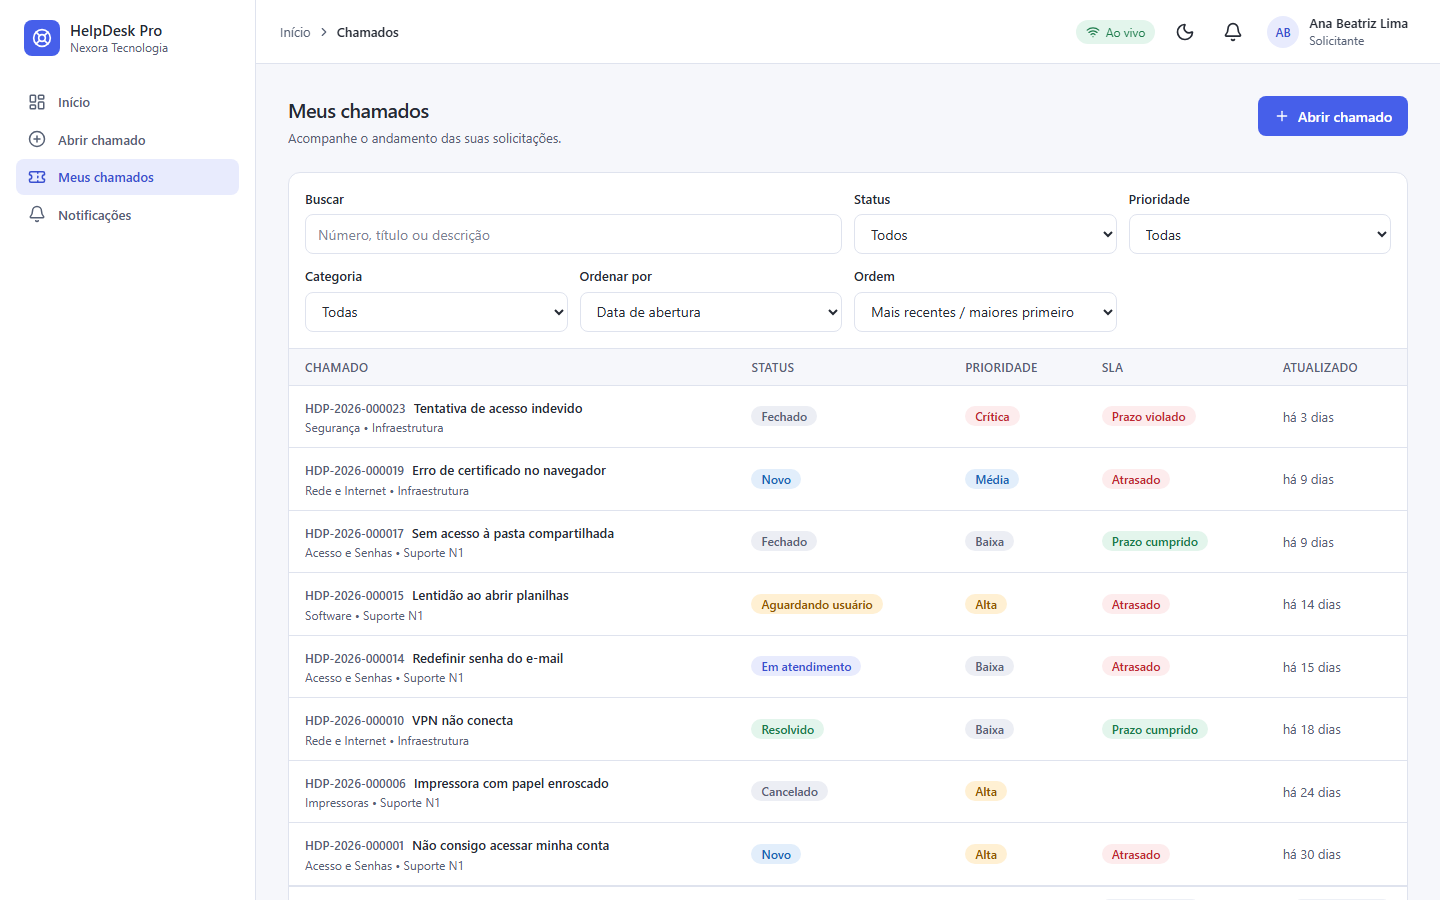 HelpDesk Pro
Nexora Tecnologia
Início
Abrir chamado
Meus chamados
Notificações
Início > Chamados
Ao vivo
AB
Ana Beatriz Lima
Solicitante
Meus chamados
Acompanhe o andamento das suas solicitações.
+ Abrir chamado
Buscar Status Prioridade
Número, título ou descrição Todos Todas
Categoria Ordenar por Ordem
Todas Data de abertura Mais recentes / maiores primeiro
CHAMADO STATUS PRIORIDADE SLA ATUALIZADO
HDP-2026-000023 Tentativa de acesso indevido
Segurança • Infraestrutura
Fechado Crítica Prazo violado há 3 dias
HDP-2026-000019 Erro de certificado no navegador
Rede e Internet • Infraestrutura
Novo Média Atrasado há 9 dias
HDP-2026-000017 Sem acesso à pasta compartilhada
Acesso e Senhas • Suporte N1
Fechado Baixa Prazo cumprido há 9 dias
HDP-2026-000015 Lentidão ao abrir planilhas
Software • Suporte N1
Aguardando usuário Alta Atrasado há 14 dias
HDP-2026-000014 Redefinir senha do e-mail
Acesso e Senhas • Suporte N1
Em atendimento Baixa Atrasado há 15 dias
HDP-2026-000010 VPN não conecta
Rede e Internet • Infraestrutura
Resolvido Baixa Prazo cumprido há 18 dias
HDP-2026-000006 Impressora com papel enroscado
Impressoras • Suporte N1
Cancelado Alta há 24 dias
HDP-2026-000001 Não consigo acessar minha conta
Acesso e Senhas • Suporte N1
Novo Alta Atrasado há 30 dias